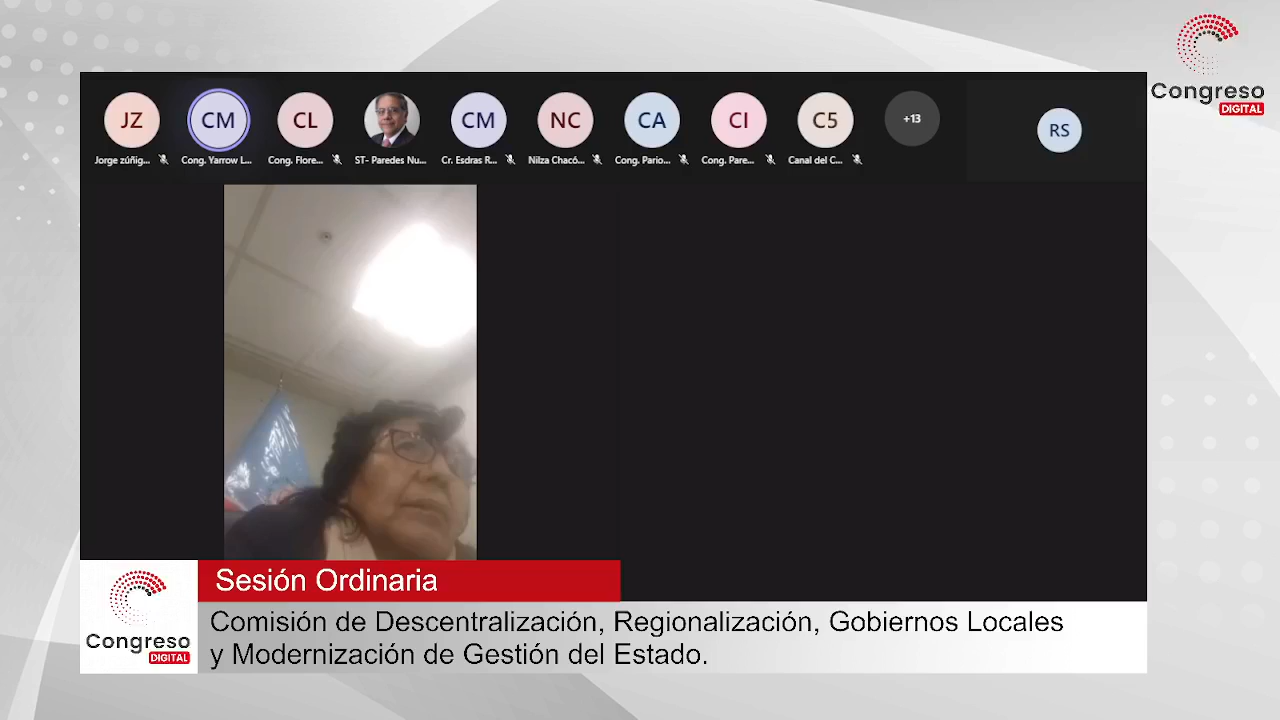 Congreso
DIGITAL
JZ
CM
CL
CM
NC
CA
CI
C5
+13
RS
Jorge zúñig...
Cong. Yarrow L...
Cong. Flore...
ST- Paredes Nu...
Cr. Esdras R...
Nilza Chacó...
Cong. Pario...
Cong. Pare...
Canal del C...
Sesión Ordinaria
Congreso
DIGITAL
Comisión de Descentralización, Regionalización, Gobiernos Locales
y Modernización de Gestión del Estado.